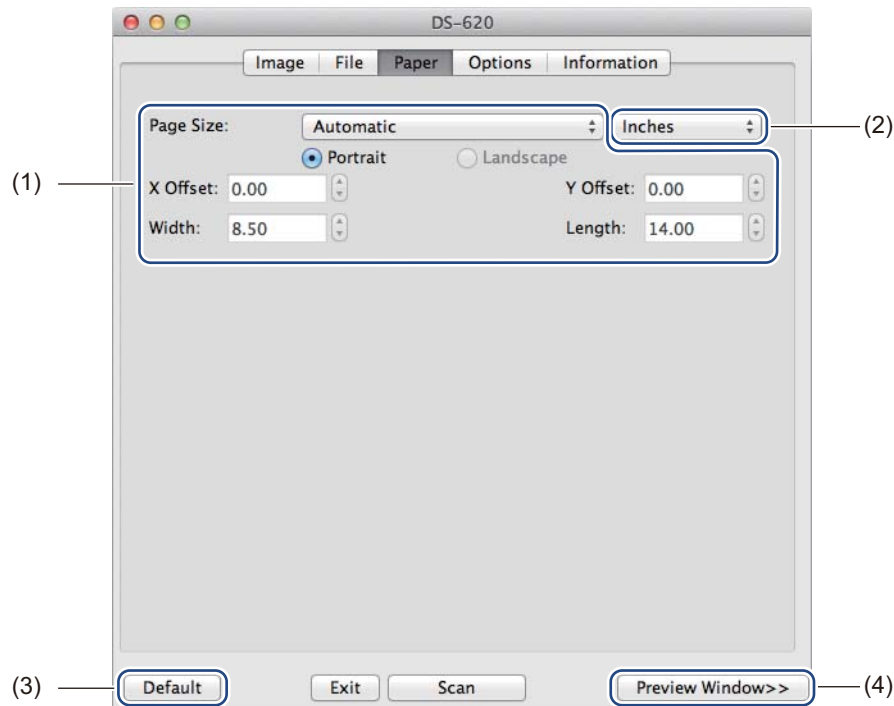 DS-620
Image File Paper Options Information
Page Size: Automatic Inches (2)
Portrait Landscape
(1) X Offset: 0.00 Y Offset: 0.00
Width: 8.50 Length: 14.00
(3) Default Exit Scan Preview Window>> (4)